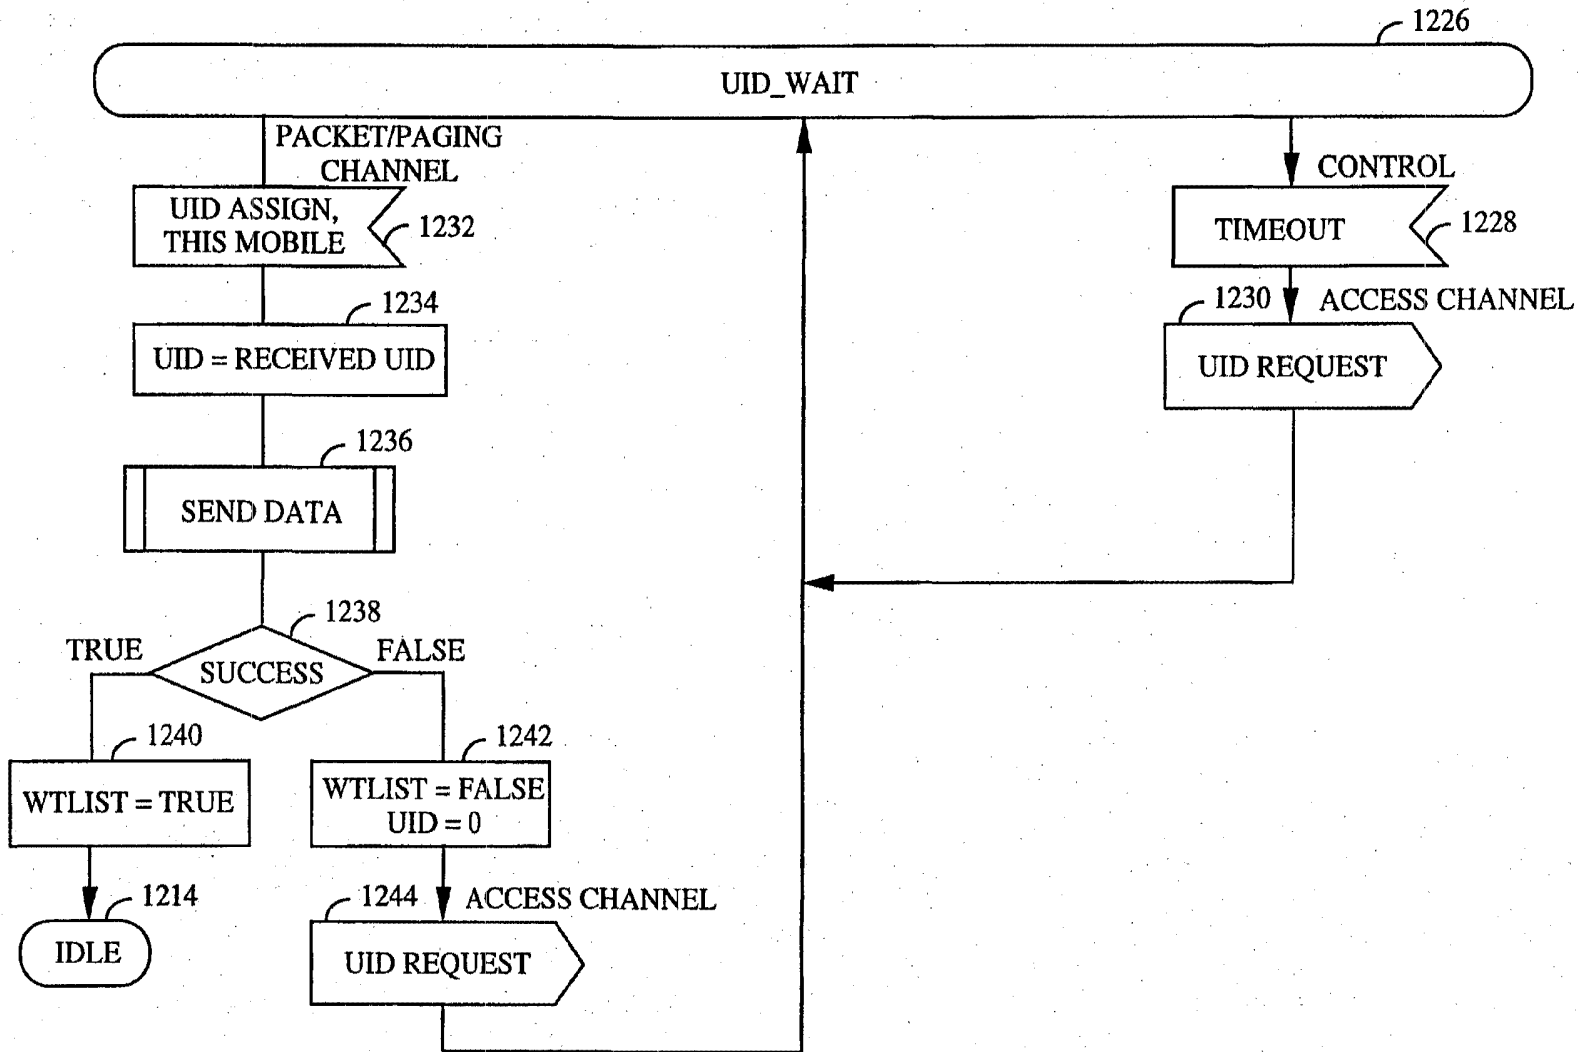 1226
UID_WAIT
PACKET/PAGING
CHANNEL
CONTROL
UID ASSIGN,
THIS MOBILE
1232
TIMEOUT
1228
1234
1230
ACCESS CHANNEL
UID = RECEIVED UID
UID REQUEST
1236
SEND DATA
1238
TRUE
FALSE
SUCCESS
1240
1242
WTLIST = TRUE
WTLIST = FALSE
UID = 0
1214
1244
ACCESS CHANNEL
IDLE
UID REQUEST